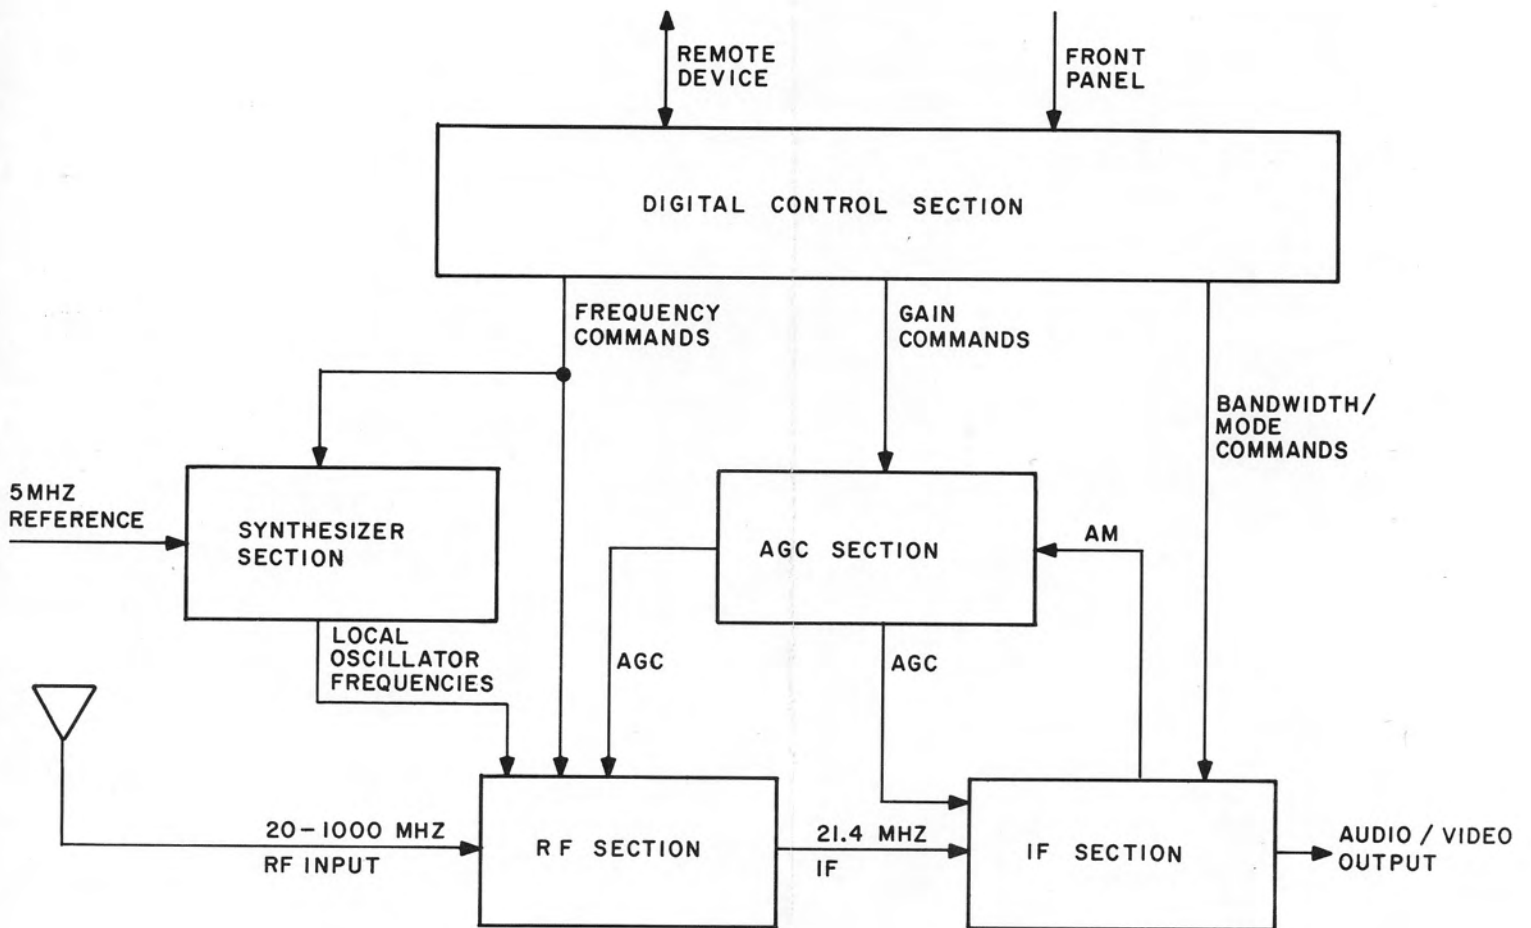 REMOTE
DEVICE
FRONT
PANEL
DIGITAL CONTROL SECTION
FREQUENCY
COMMANDS
GAIN
COMMANDS
BANDWIDTH/
MODE
COMMANDS
5MHZ
REFERENCE
SYNTHESIZER
SECTION
AGC SECTION
AM
LOCAL
OSCILLATOR
FREQUENCIES
AGC
AGC
20-1000 MHZ
RF INPUT
RF SECTION
21.4 MHZ
IF
IF SECTION
AUDIO / VIDEO
OUTPUT